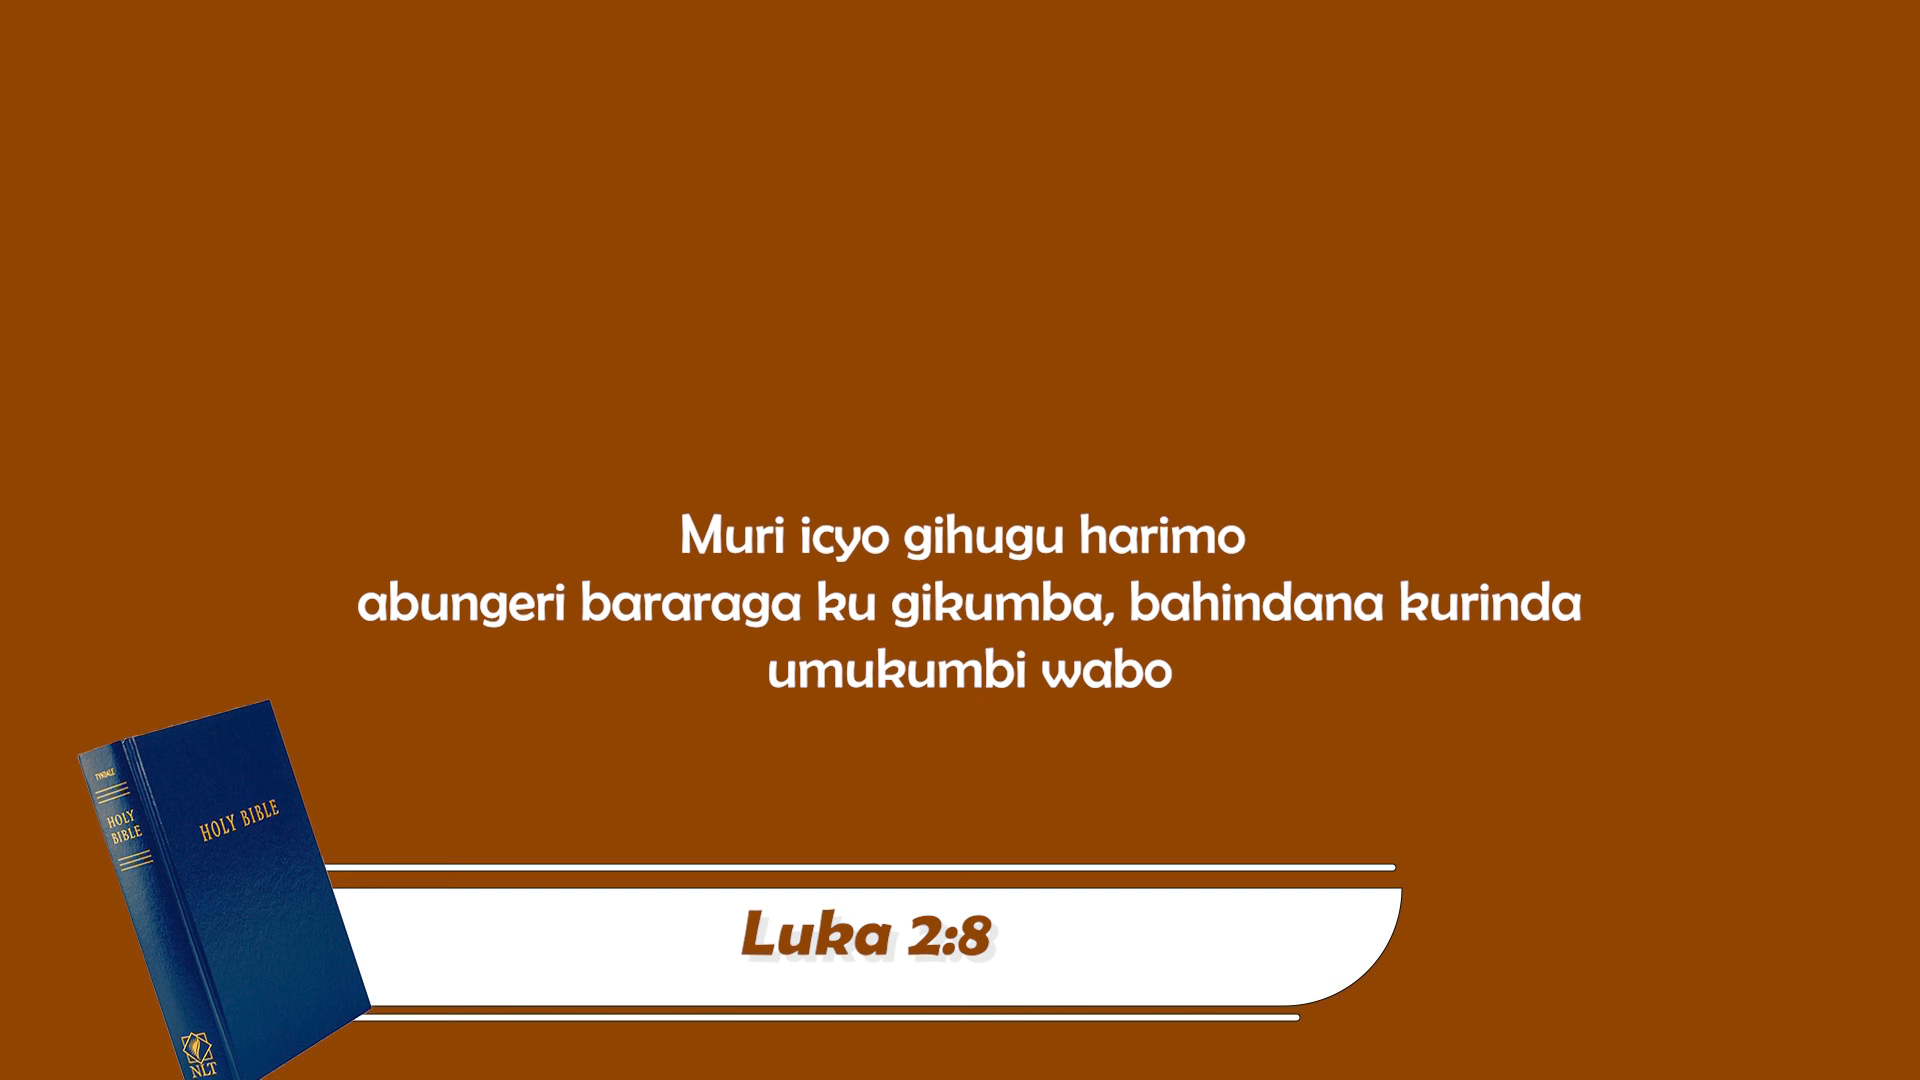 Muri icyo gihugu harimo
abungeri bararaga ku gikumba, bahindana kurinda
umukumbi wabo
TYNDALE
HOLY
BIBLE
HOLY BIBLE
NLT
Luka 2:8